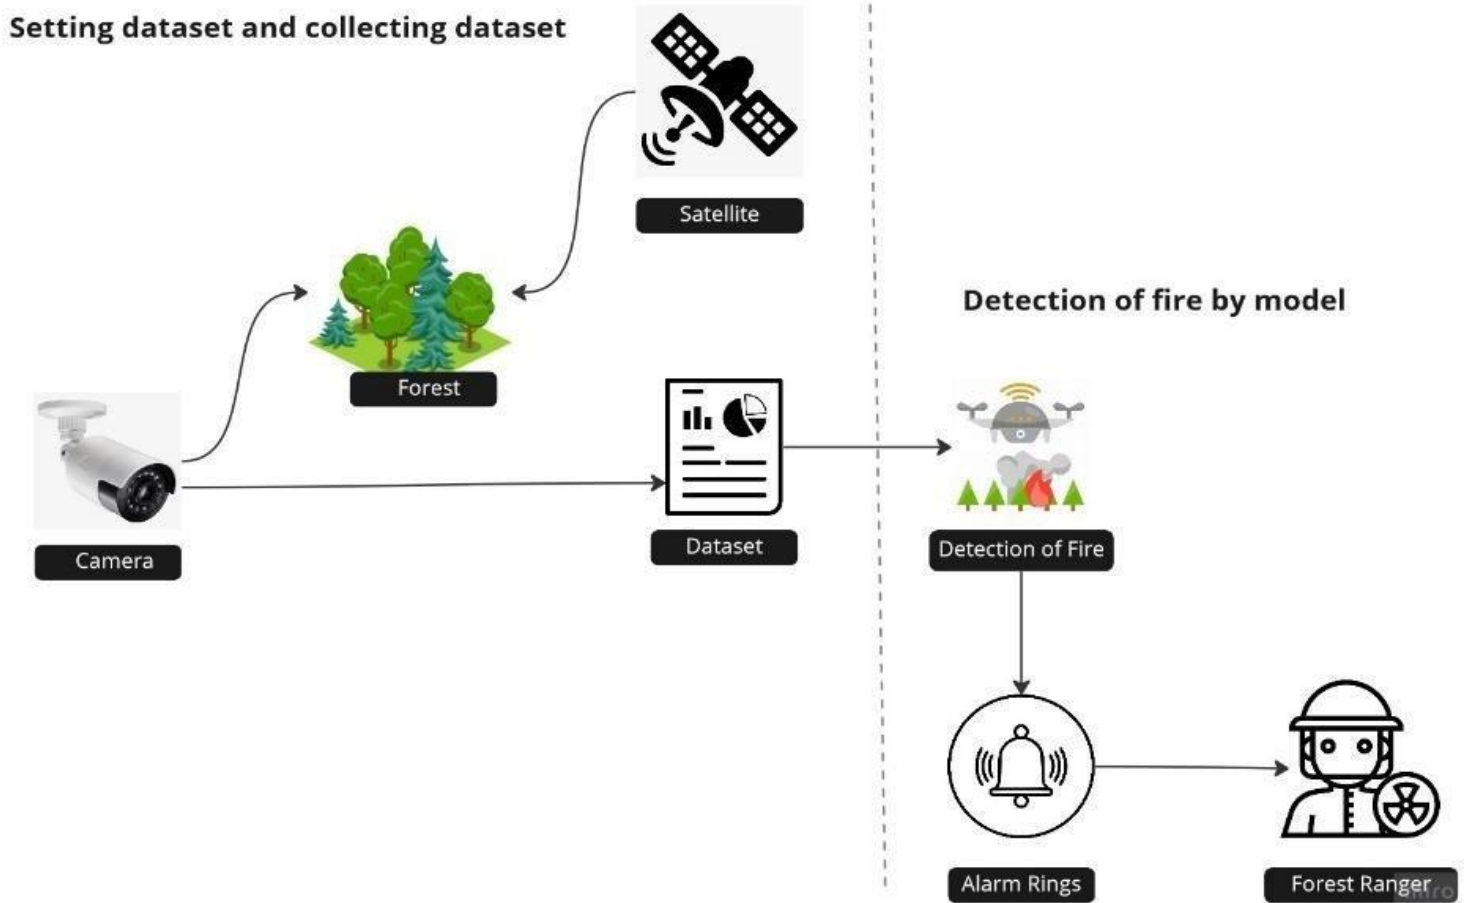 Setting dataset and collecting dataset
Satellite
Forest
Camera
Dataset
Detection of fire by model
Detection of Fire
Alarm Rings
Forest Ranger
miro